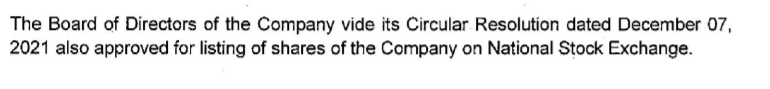 The Board of Directors of the Company vide its Circular Resolution dated December 07,
2021 also approved for listing of shares of the Company on National Stock Exchange.